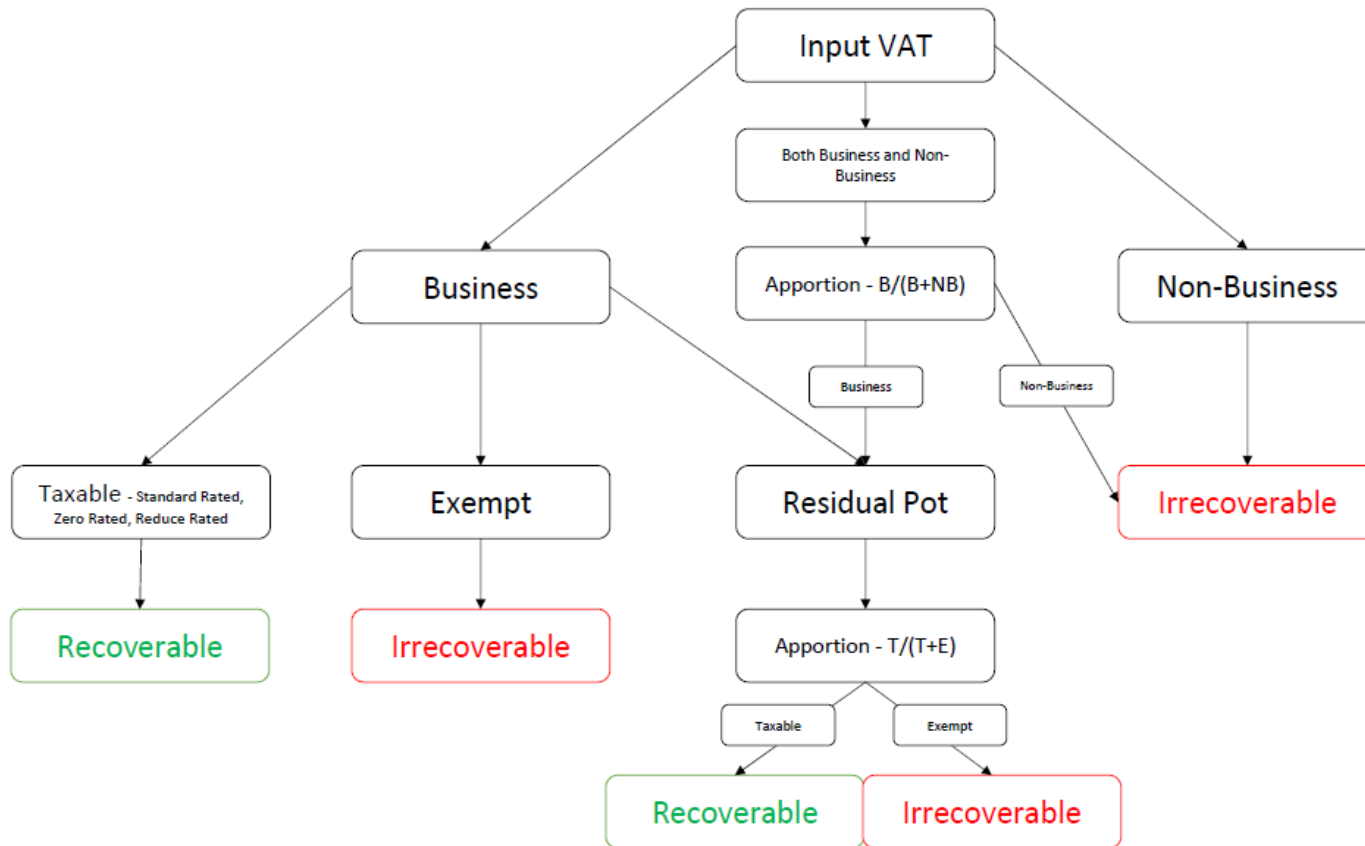 Input VAT
Both Business and Non-
Business
Business
Apportion - B/(B+NB)
Non-Business
Business
Non-Business
Taxable - Standard Rated,
Zero Rated, Reduce Rated
Exempt
Residual Pot
Irrecoverable
Recoverable
Irrecoverable
Apportion - T/(T+E)
Taxable
Exempt
Recoverable
Irrecoverable